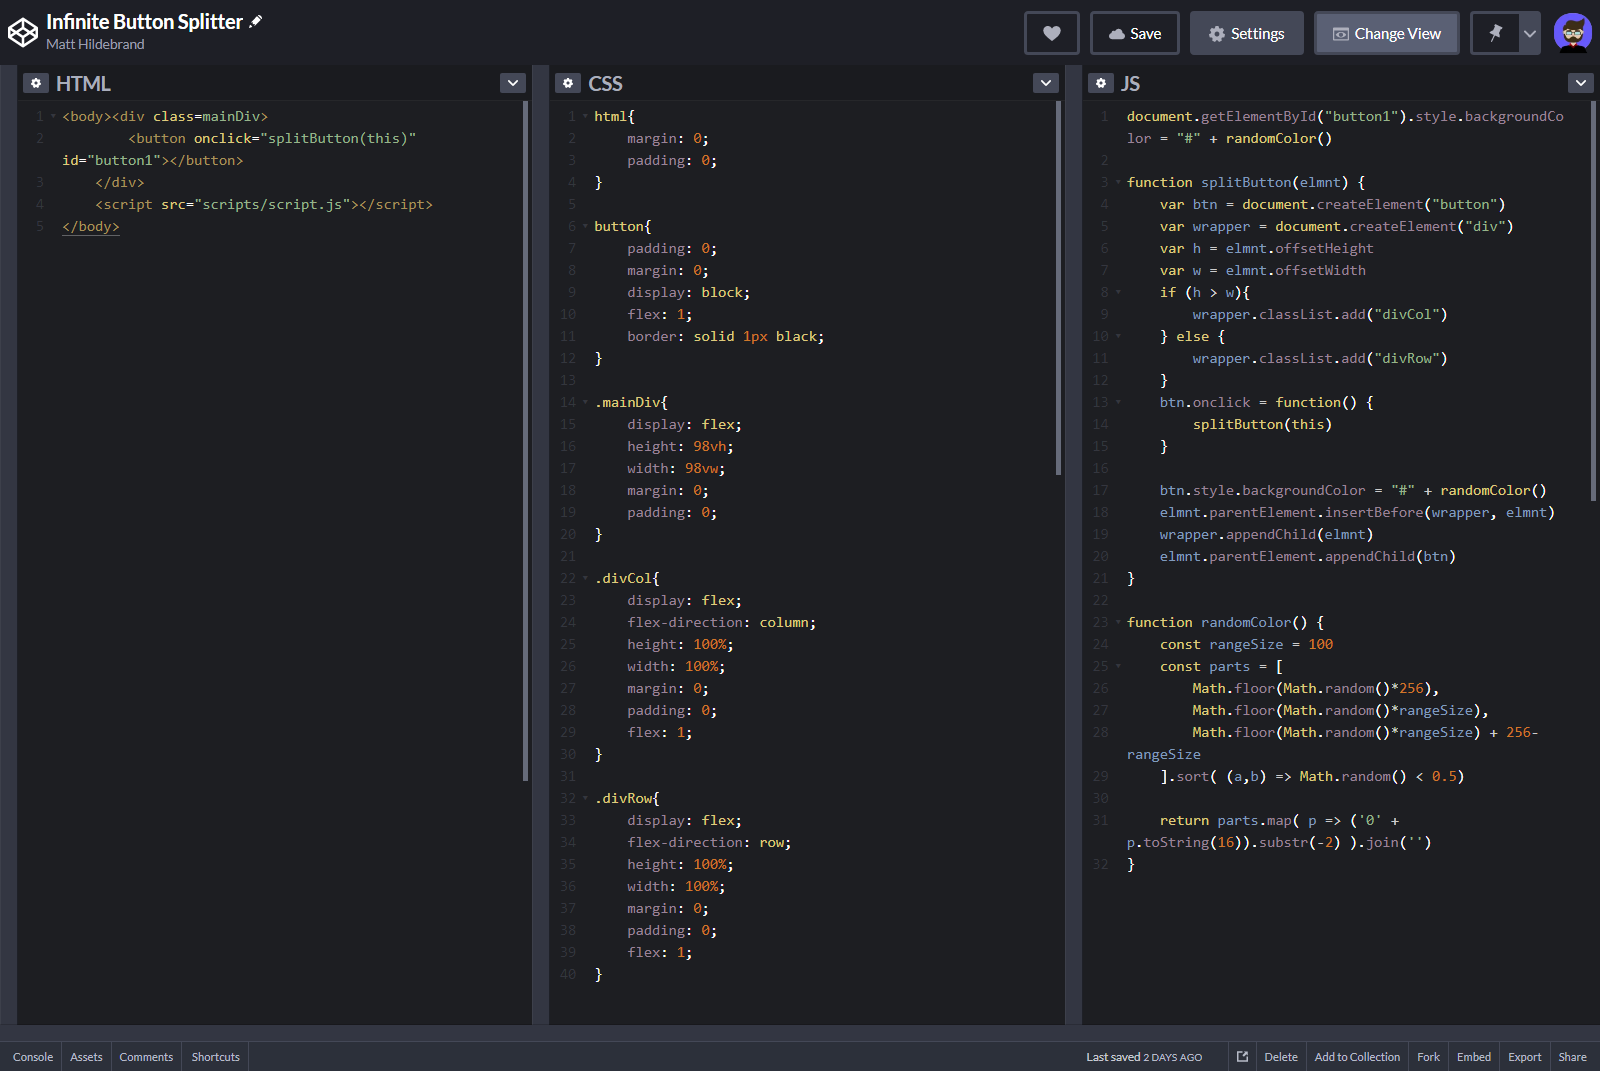 Infinite Button Splitter
Matt Hildebrand
Save
Settings
Change View
HTML
1 <body><div class=mainDiv>
2         <button onclick="splitButton(this)"
id="button1"></button>
3     </div>
4     <script src="scripts/script.js"></script>
5 </body>
CSS
1 html{
2     margin: 0;
3     padding: 0;
4 }
5
6 button{
7     padding: 0;
8     margin: 0;
9     display: block;
10     flex: 1;
11     border: solid 1px black;
12 }
13
14 .mainDiv{
15     display: flex;
16     height: 98vh;
17     width: 98vw;
18     margin: 0;
19     padding: 0;
20 }
21
22 .divCol{
23     display: flex;
24     flex-direction: column;
25     height: 100%;
26     width: 100%;
27     margin: 0;
28     padding: 0;
29     flex: 1;
30 }
31
32 .divRow{
33     display: flex;
34     flex-direction: row;
35     height: 100%;
36     width: 100%;
37     margin: 0;
38     padding: 0;
39     flex: 1;
40 }
JS
1 document.getElementById("button1").style.backgroundCo
lor = "#" + randomColor()
2
3 function splitButton(elmnt) {
4     var btn = document.createElement("button")
5     var wrapper = document.createElement("div")
6     var h = elmnt.offsetHeight
7     var w = elmnt.offsetWidth
8     if (h > w){
9         wrapper.classList.add("divCol")
10     } else {
11         wrapper.classList.add("divRow")
12     }
13     btn.onclick = function() {
14         splitButton(this)
15     }
16
17     btn.style.backgroundColor = "#" + randomColor()
18     elmnt.parentElement.insertBefore(wrapper, elmnt)
19     wrapper.appendChild(elmnt)
20     elmnt.parentElement.appendChild(btn)
21 }
22
23 function randomColor() {
24     const rangeSize = 100
25     const parts = [
26         Math.floor(Math.random()*256),
27         Math.floor(Math.random()*rangeSize),
28         Math.floor(Math.random()*rangeSize) + 256-
rangeSize
29     ].sort( (a,b) => Math.random() < 0.5)
30
31     return parts.map( p => ('0' +
p.toString(16)).substr(-2) ).join('')
32 }
Console
Assets
Comments
Shortcuts
Last saved 2 DAYS AGO
Delete
Add to Collection
Fork
Embed
Export
Share